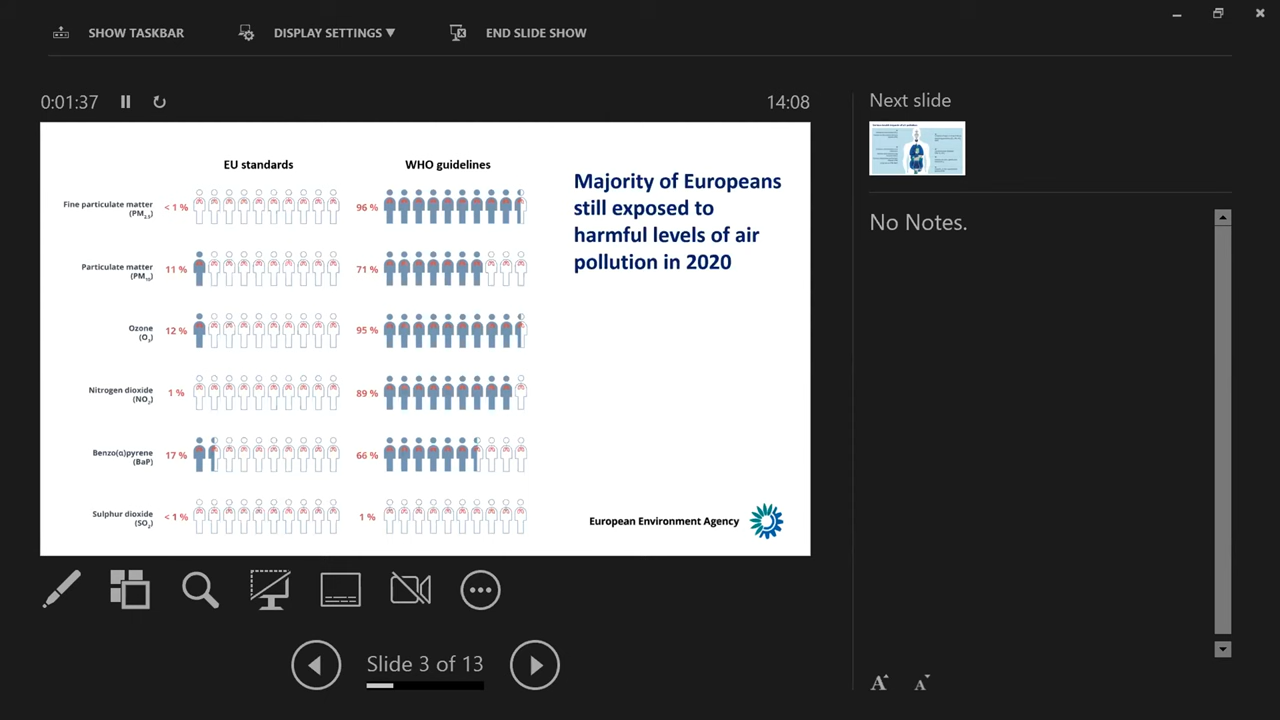 SHOW TASKBAR
DISPLAY SETTINGS ▼
END SLIDE SHOW
0:01:37
14:08
Next slide
No Notes.
EU standards
WHO guidelines
Majority of Europeans
still exposed to
harmful levels of air
pollution in 2020
Fine particulate matter
(PM2.5)
< 1 %
96 %
Particulate matter
(PM10)
11 %
71 %
Ozone
(O3)
12 %
95 %
Nitrogen dioxide
(NO2)
1 %
89 %
Benzo(α)pyrene
(BaP)
17 %
66 %
Sulphur dioxide
(SO2)
< 1 %
1 %
European Environment Agency
Slide 3 of 13
A
A